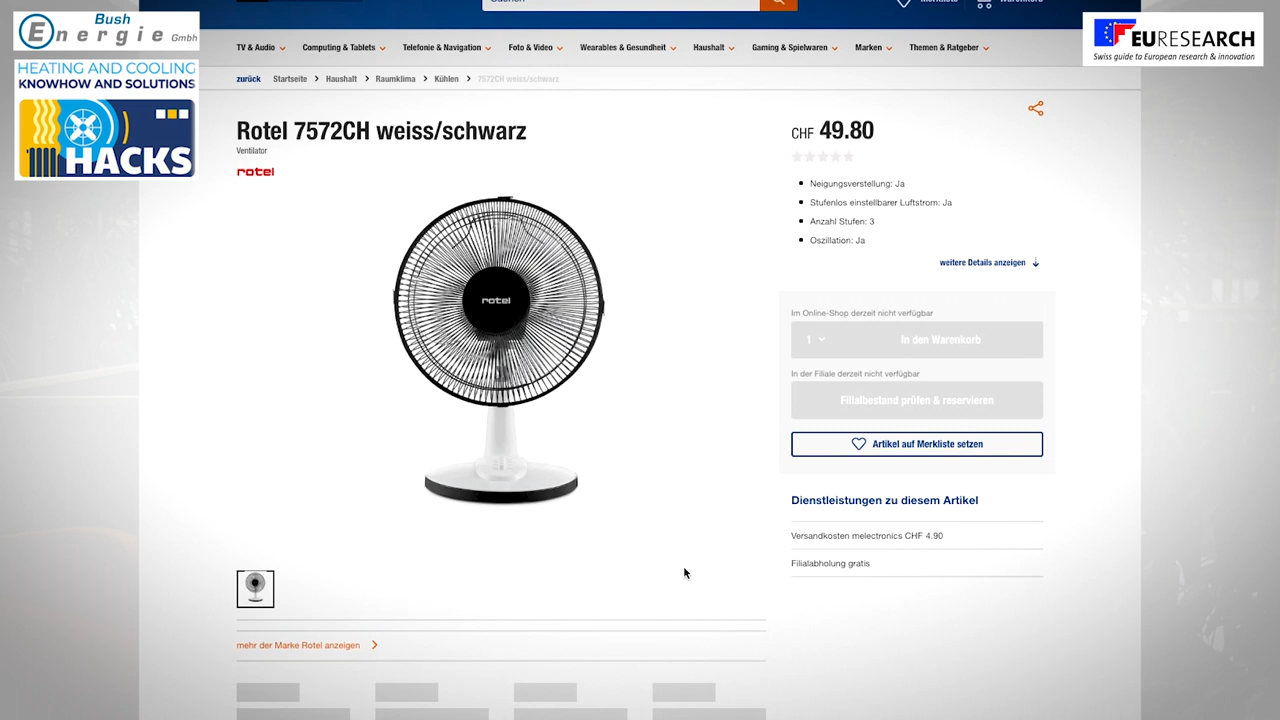 Bush
Energie GmbH
HEATING AND COOLING
KNOWHOW AND SOLUTIONS
HACKS
EURESEARCH
Swiss guide to European research & innovation
TV & Audio
Computing & Tablets
Telefonie & Navigation
Foto & Video
Wearables & Gesundheit
Haushalt
Gaming & Spielwaren
Marken
Themen & Ratgeber
zurück Startseite Haushalt Raumklima Kühlen 7572CH weiss/schwarz
Rotel 7572CH weiss/schwarz
Ventilator
rotel
rotel
CHF 49.80
Neigungsverstellung: Ja
Stufenlos einstellbarer Luftstrom: Ja
Anzahl Stufen: 3
Oszillation: Ja
weitere Details anzeigen
Im Online-Shop derzeit nicht verfügbar
1 In den Warenkorb
In der Filiale derzeit nicht verfügbar
Filialbestand prüfen & reservieren
Artikel auf Merkliste setzen
Dienstleistungen zu diesem Artikel
Versandkosten melectronics CHF 4.90
Filialabholung gratis
mehr der Marke Rotel anzeigen